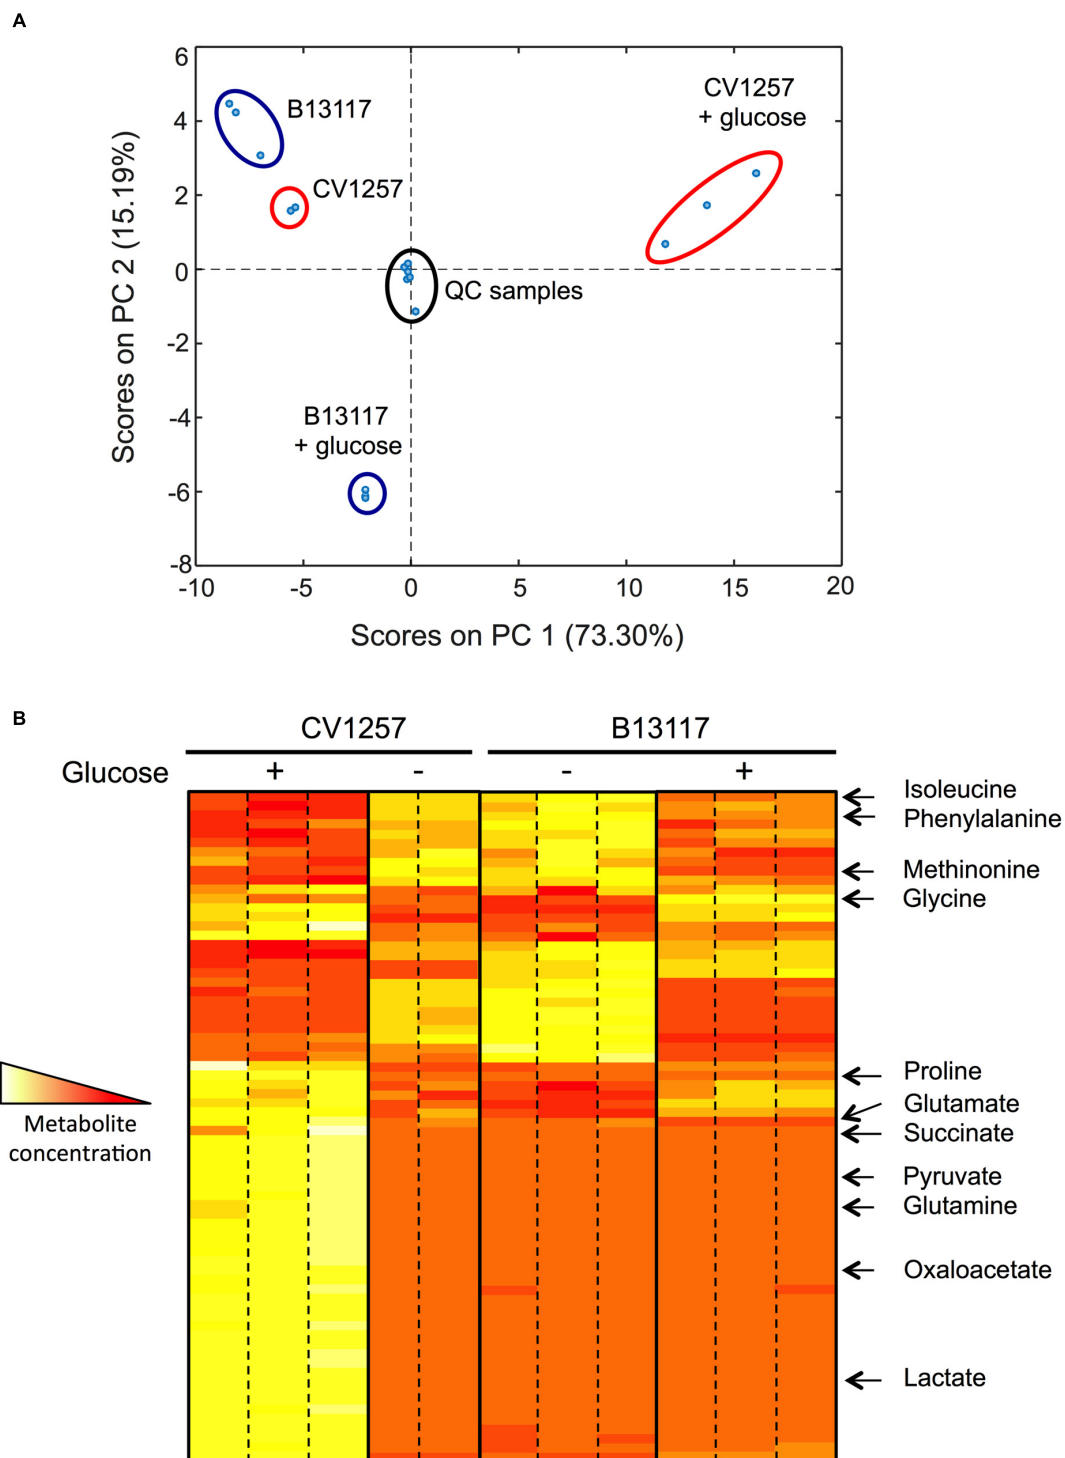 A
6
4
2
0
-2
-4
-6
-8
-10
-5
0
5
10
15
20
Scores on PC 2 (15.19%)
Scores on PC 1 (73.30%)
B13117
CV1257
CV1257
+ glucose
QC samples
B13117
+ glucose
B
CV1257
B13117
Glucose
+
-
-
+
Isoleucine
Phenylalanine
Methinonine
Glycine
Proline
Glutamate
Succinate
Pyruvate
Glutamine
Oxaloacetate
Lactate
Metabolite
concentration